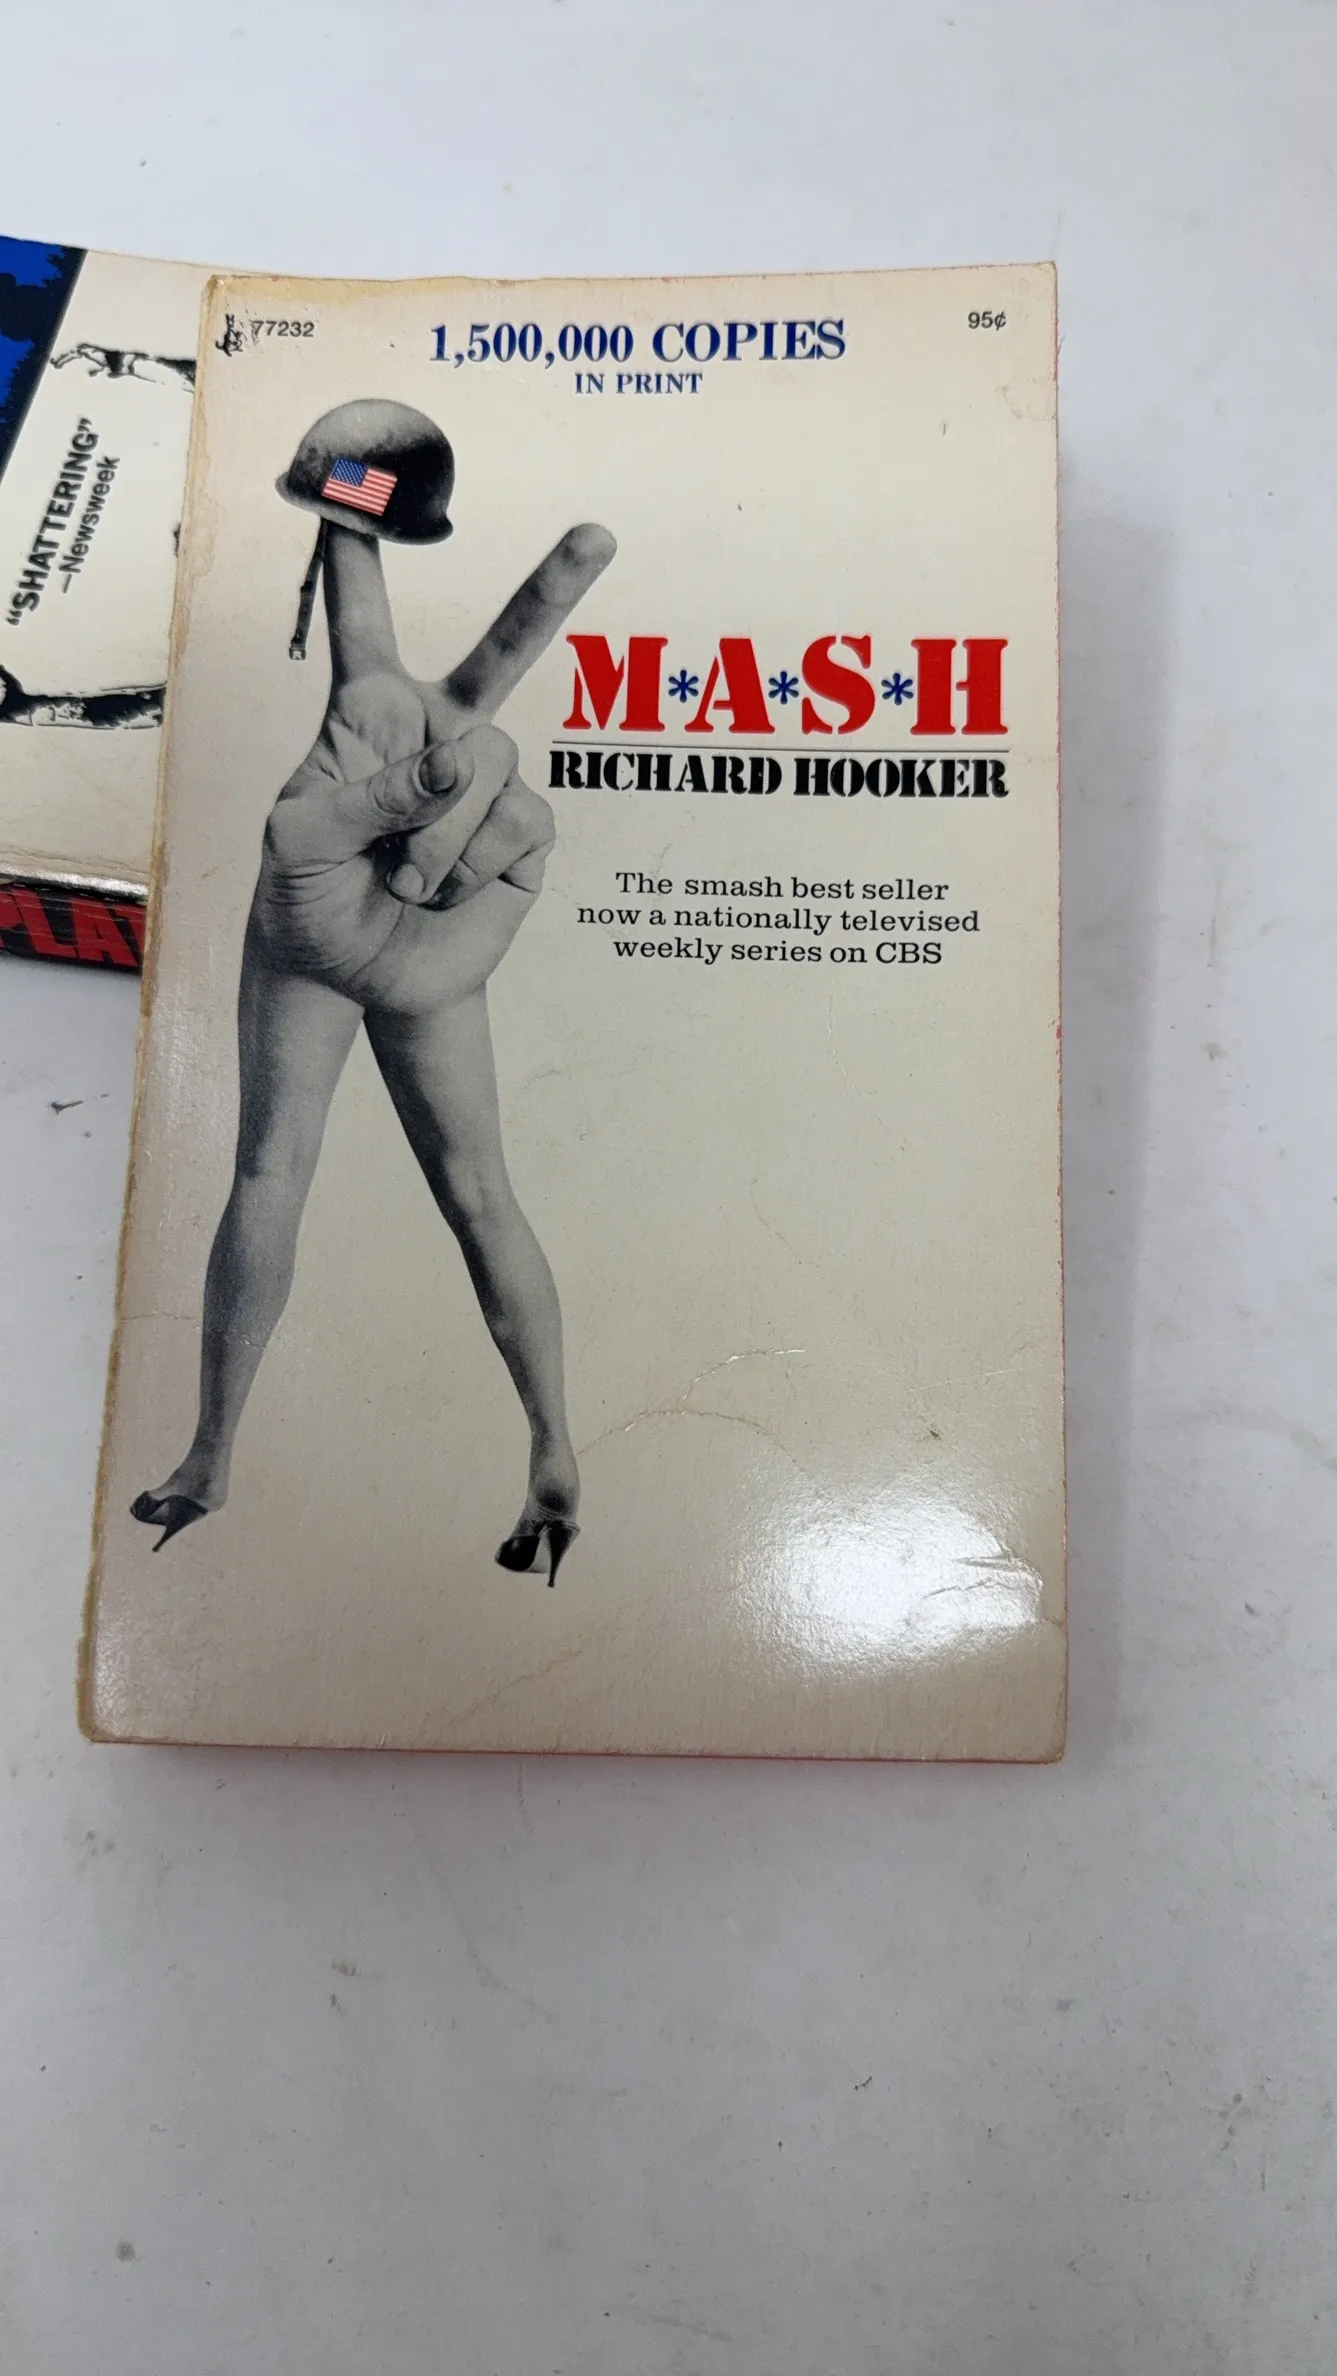 77232
1,500,000 COPIES
IN PRINT
95¢
M*A*S*H
RICHARD HOOKER
The smash best seller
now a nationally televised
weekly series on CBS
"SHATTERING"
—Newsweek